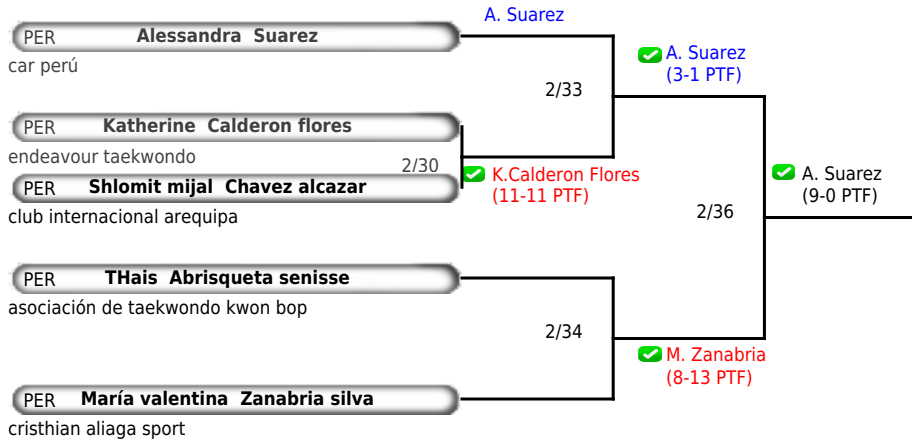 A. Suarez
PER Alessandra Suarez
car perú
A. Suarez
(3-1 PTF)
2/33
PER Katherine Calderon flores
endeavour taekwondo
2/30
K.Calderon Flores
(11-11 PTF)
PER Shlomit mijal Chavez alcazar
club internacional arequipa
A. Suarez
(9-0 PTF)
2/36
PER THais Abrisqueta senisse
asociación de taekwondo kwon bop
2/34
M. Zanabria
(8-13 PTF)
PER María valentina Zanabria silva
cristhian aliaga sport